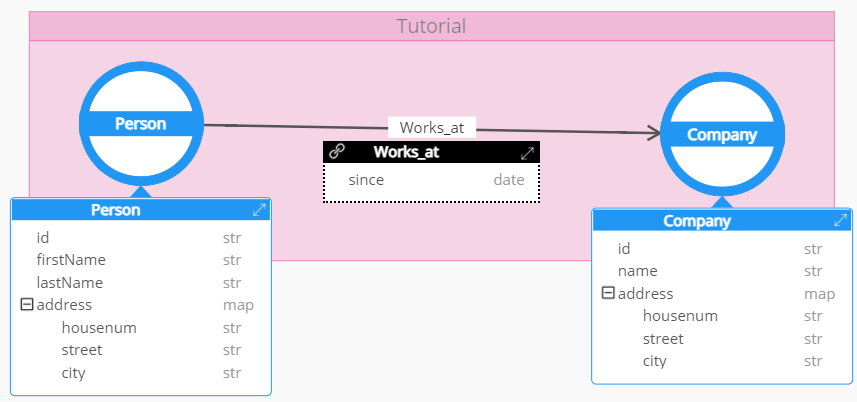 Tutorial
Person
Works_at
Company
Works_at
since date
Person
id str
firstName str
lastName str
address map
housenum str
street str
city str
Company
id str
name str
address map
housenum str
street str
city str